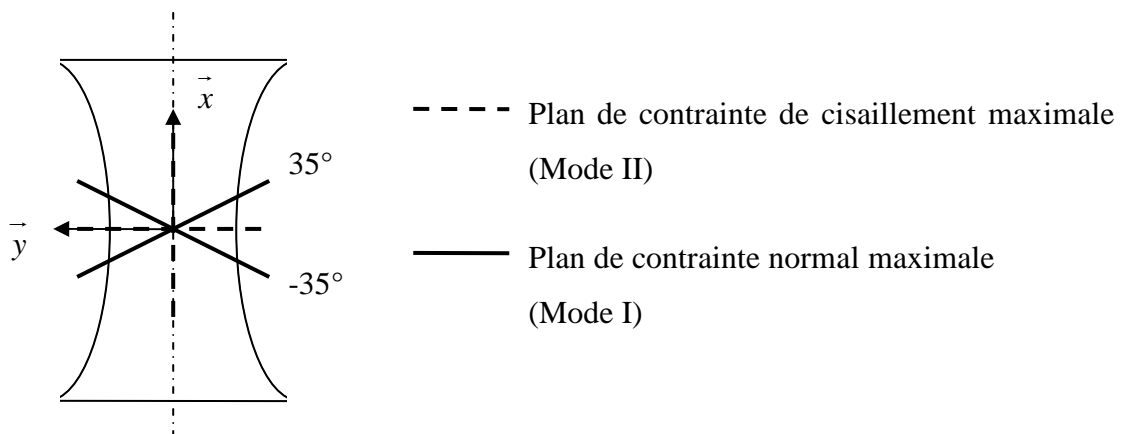 x
35°
y
-35°
Plan de contrainte de cisaillement maximale
(Mode II)
Plan de contrainte normal maximale
(Mode I)